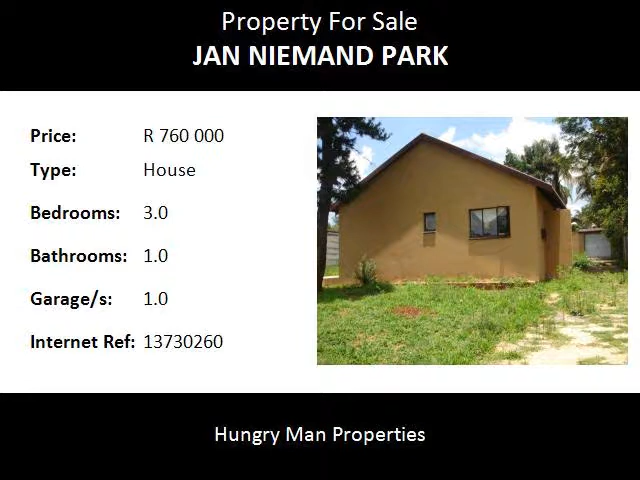 Property For Sale
JAN NIEMAND PARK
Price: R 760 000
Type: House
Bedrooms: 3.0
Bathrooms: 1.0
Garage/s: 1.0
Internet Ref: 13730260
Hungry Man Properties